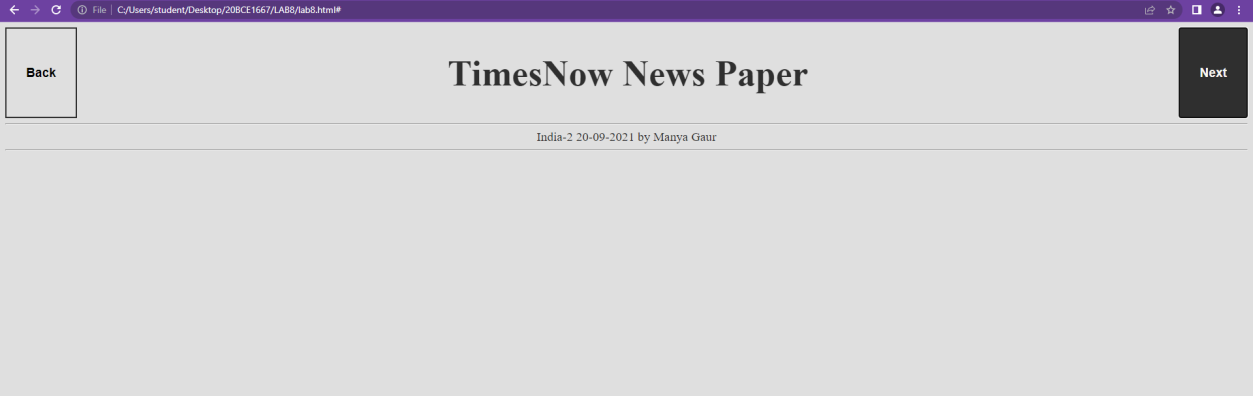 File
C:/Users/student/Desktop/20BCE1667/LAB8/lab8.html#
Back
TimesNow News Paper
Next
India-2 20-09-2021 by Manya Gaur